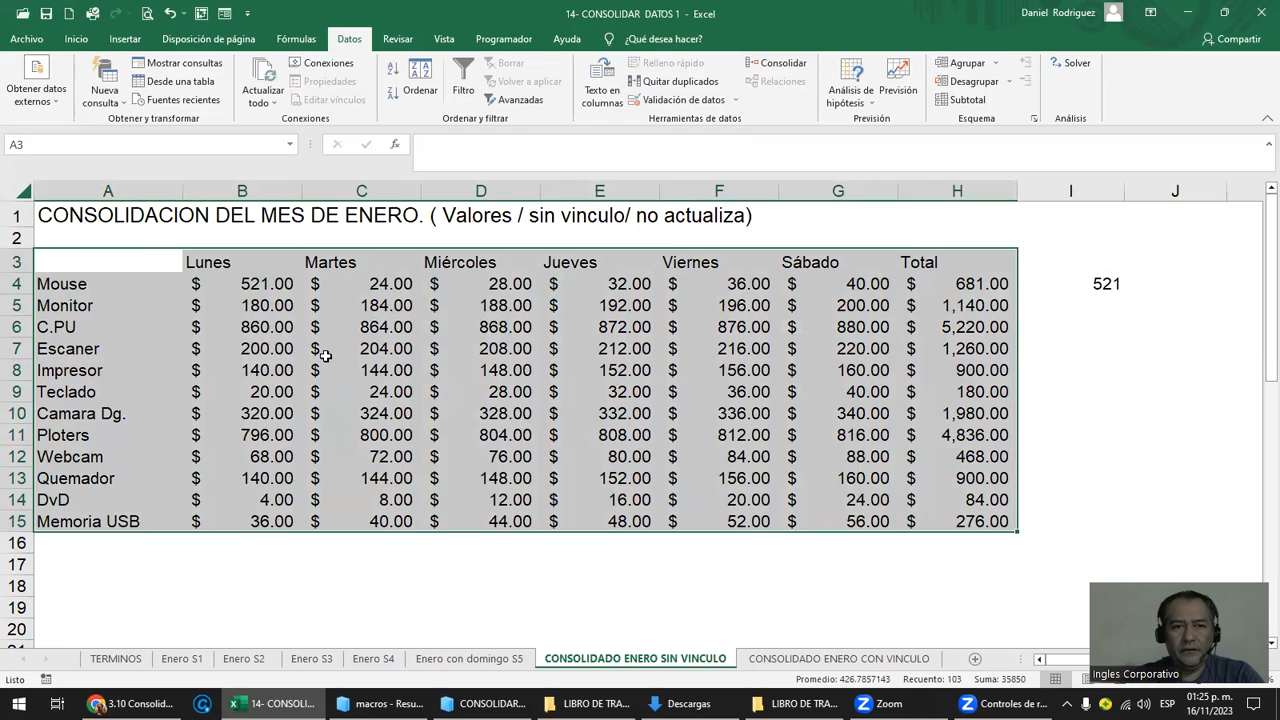 14- CONSOLIDAR DATOS 1 - Excel
Daniel Rodriguez
Archivo Inicio Insertar Disposición de página Fórmulas Datos Revisar Vista Programador Ayuda ¿Qué desea hacer? Compartir
Obtener datos externos
Nueva consulta
Mostrar consultas
Desde una tabla
Fuentes recientes
Obtener y transformar
Actualizar todo
Conexiones
Propiedades
Editar vínculos
Conexiones
Ordenar
Filtro
Borrar
Volver a aplicar
Avanzadas
Ordenar y filtrar
Texto en columnas
Relleno rápido
Quitar duplicados
Validación de datos
Consolidar
Relaciones
Herramientas de datos
Análisis de hipótesis
Previsión
Previsión
Agrupar
Desagrupar
Subtotal
Esquema
Solver
Análisis
A3
fx
A B C D E F G H I J
1 CONSOLIDACION DEL MES DE ENERO. ( Valores / sin vinculo/ no actualiza)
2
3 Lunes Martes Miércoles Jueves Viernes Sábado Total
4 Mouse $ 521.00 $ 24.00 $ 28.00 $ 32.00 $ 36.00 $ 40.00 $ 681.00 521
5 Monitor $ 180.00 $ 184.00 $ 188.00 $ 192.00 $ 196.00 $ 200.00 $ 1,140.00
6 C.PU $ 860.00 $ 864.00 $ 868.00 $ 872.00 $ 876.00 $ 880.00 $ 5,220.00
7 Escaner $ 200.00 $ 204.00 $ 208.00 $ 212.00 $ 216.00 $ 220.00 $ 1,260.00
8 Impresor $ 140.00 $ 144.00 $ 148.00 $ 152.00 $ 156.00 $ 160.00 $ 900.00
9 Teclado $ 20.00 $ 24.00 $ 28.00 $ 32.00 $ 36.00 $ 40.00 $ 180.00
10 Camara Dg. $ 320.00 $ 324.00 $ 328.00 $ 332.00 $ 336.00 $ 340.00 $ 1,980.00
11 Ploters $ 796.00 $ 800.00 $ 804.00 $ 808.00 $ 812.00 $ 816.00 $ 4,836.00
12 Webcam $ 68.00 $ 72.00 $ 76.00 $ 80.00 $ 84.00 $ 88.00 $ 468.00
13 Quemador $ 140.00 $ 144.00 $ 148.00 $ 152.00 $ 156.00 $ 160.00 $ 900.00
14 DvD $ 4.00 $ 8.00 $ 12.00 $ 16.00 $ 20.00 $ 24.00 $ 84.00
15 Memoria USB $ 36.00 $ 40.00 $ 44.00 $ 48.00 $ 52.00 $ 56.00 $ 276.00
16
17
18
19
20
Ingles Corporativo
TERMINOS Enero S1 Enero S2 Enero S3 Enero S4 Enero con domingo S5 CONSOLIDADO ENERO SIN VINCULO CONSOLIDADO ENERO CON VINCULO
Listo Promedio: 426.7857143 Recuento: 103 Suma: 35850
3.10 Consolid... 14- CONSOLI... macros - Resu... CONSOLIDAR... LIBRO DE TRA... Descargas LIBRO DE TRA... Zoom Controles de r... ESP
01:25 p. m.
16/11/2023